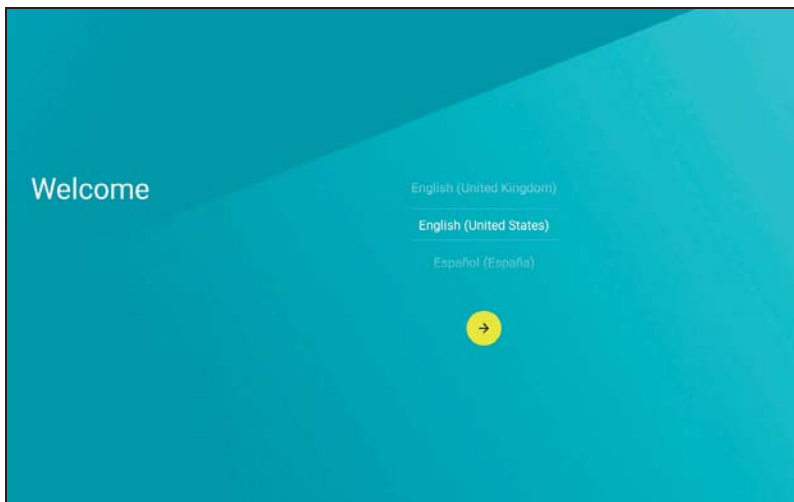 Welcome
English (United Kingdom)
English (United States)
Español (España)